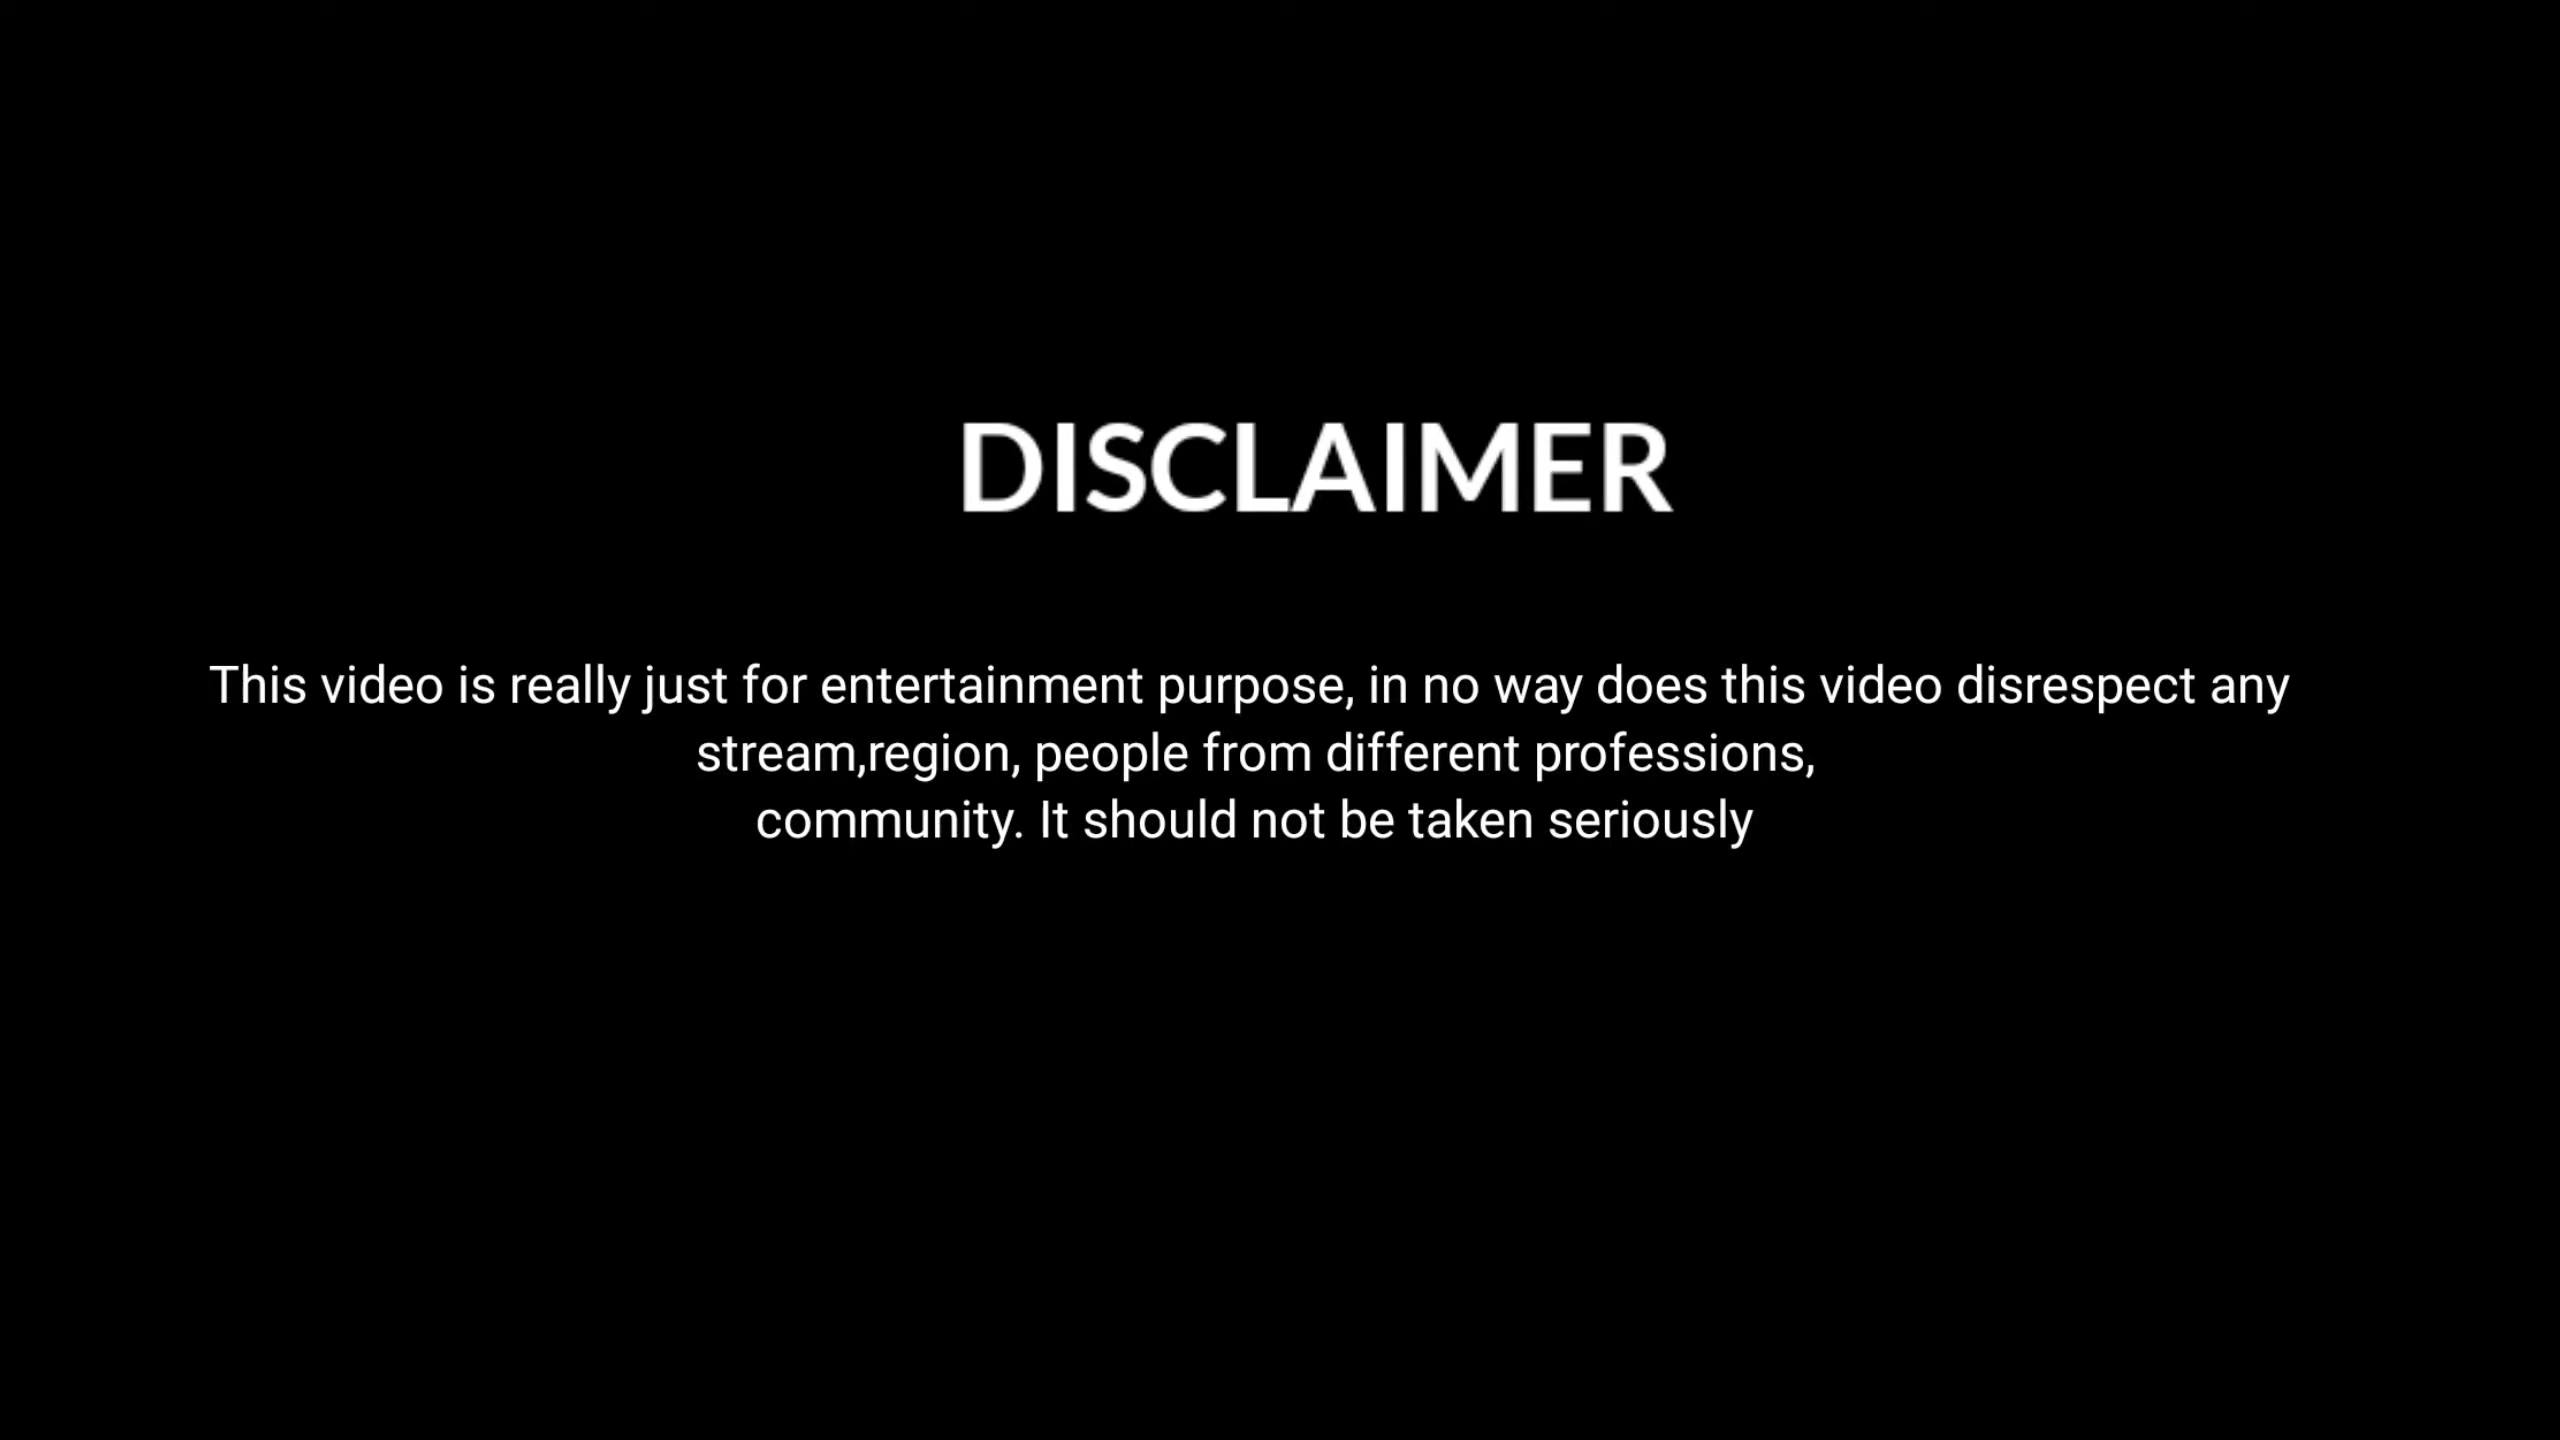 DISCLAIMER
This video is really just for entertainment purpose, in no way does this video disrespect any
stream,region, people from different professions,
community. It should not be taken seriously